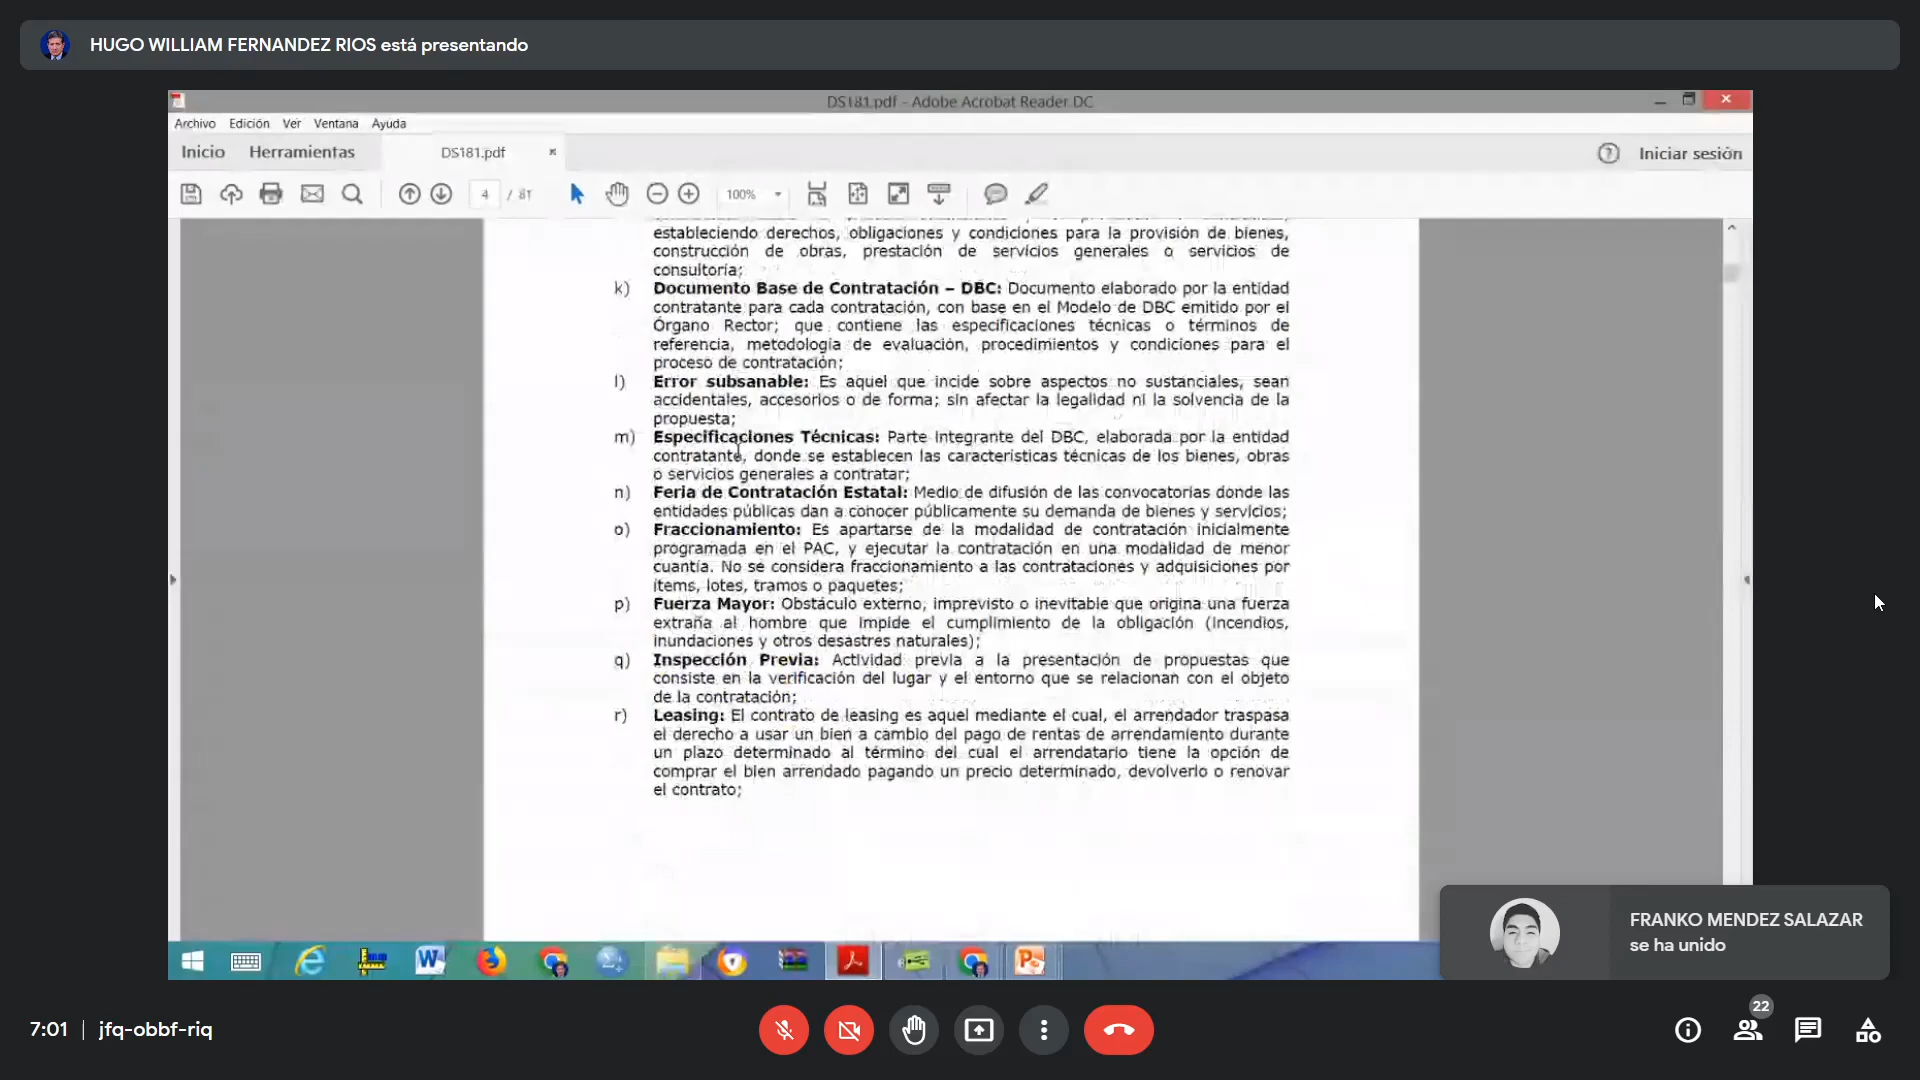 HUGO WILLIAM FERNANDEZ RIOS está presentando
DS181.pdf - Adobe Acrobat Reader DC
Archivo Edición Ver Ventana Ayuda
Inicio Herramientas DS181.pdf Iniciar sesión
4 / 81 100%
estableciendo derechos, obligaciones y condiciones para la provisión de bienes,
construcción de obras, prestación de servicios generales o servicios de
consultoría;
k) Documento Base de Contratación – DBC: Documento elaborado por la entidad
contratante para cada contratación, con base en el Modelo de DBC emitido por el
Órgano Rector; que contiene las especificaciones técnicas o términos de
referencia, metodología de evaluación, procedimientos y condiciones para el
proceso de contratación;
l) Error subsanable: Es aquel que incide sobre aspectos no sustanciales, sean
accidentales, accesorios o de forma; sin afectar la legalidad ni la solvencia de la
propuesta;
m) Especificaciones Técnicas: Parte integrante del DBC, elaborada por la entidad
contratante, donde se establecen las características técnicas de los bienes, obras
o servicios generales a contratar;
n) Feria de Contratación Estatal: Medio de difusión de las convocatorias donde las
entidades públicas dan a conocer públicamente su demanda de bienes y servicios;
o) Fraccionamiento: Es apartarse de la modalidad de contratación inicialmente
programada en el PAC, y ejecutar la contratación en una modalidad de menor
cuantía. No se considera fraccionamiento a las contrataciones y adquisiciones por
ítems, lotes, tramos o paquetes;
p) Fuerza Mayor: Obstáculo externo, imprevisto o inevitable que origina una fuerza
extraña al hombre que impide el cumplimiento de la obligación (incendios,
inundaciones y otros desastres naturales);
q) Inspección Previa: Actividad previa a la presentación de propuestas que
consiste en la verificación del lugar y el entorno que se relacionan con el objeto
de la contratación;
r) Leasing: El contrato de leasing es aquel mediante el cual, el arrendador traspasa
el derecho a usar un bien a cambio del pago de rentas de arrendamiento durante
un plazo determinado al término del cual el arrendatario tiene la opción de
comprar el bien arrendado pagando un precio determinado, devolverlo o renovar
el contrato;
FRANKO MENDEZ SALAZAR
se ha unido
7:01 | jfq-obbf-riq
22